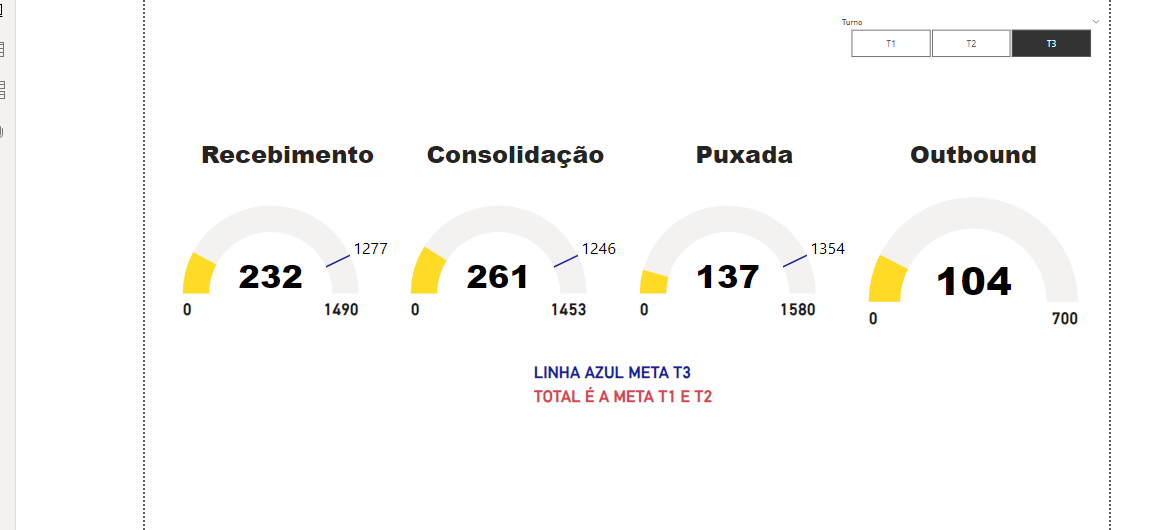 Turno
T1 T2 T3
Recebimento Consolidação Puxada Outbound
1277 1246 1354
232 261 137 104
0 1490 0 1453 0 1580 0 700
LINHA AZUL META T3
TOTAL É A META T1 E T2